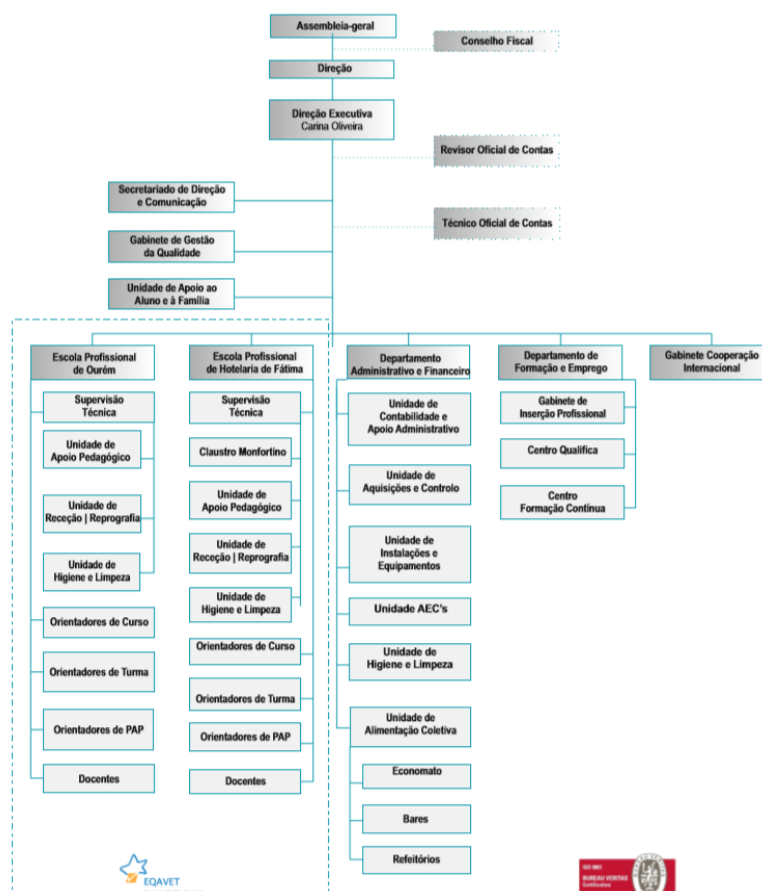 Assembleia-geral
Conselho Fiscal
Direção
Direção Executiva
Carina Oliveira
Revisor Oficial de Contas
Secretariado de Direção
e Comunicação
Técnico Oficial de Contas
Gabinete de Gestão
da Qualidade
Unidade de Apoio ao
Aluno e à Família
Escola Profissional
de Ourém
Supervisão
Técnica
Unidade de
Apoio Pedagógico
Unidade de
Receção | Reprografia
Unidade de
Higiene e Limpeza
Orientadores de Curso
Orientadores de Turma
Orientadores de PAP
Docentes
Escola Profissional
de Hotelaria de Fátima
Supervisão
Técnica
Claustro Monfortino
Unidade de
Apoio Pedagógico
Unidade de
Receção | Reprografia
Unidade de
Higiene e Limpeza
Orientadores de Curso
Orientadores de Turma
Orientadores de PAP
Docentes
Departamento
Administrativo e Financeiro
Unidade de
Contabilidade e
Apoio Administrativo
Unidade de
Aquisições e Controlo
Unidade de
Instalações e
Equipamentos
Unidade AEC's
Unidade de
Higiene e Limpeza
Unidade de
Alimentação Coletiva
Economato
Bares
Refeitórios
Departamento de
Formação e Emprego
Gabinete de
Inserção Profissional
Centro Qualifica
Centro
Formação Contínua
Gabinete Cooperação
Internacional
EQAVET
ISO 9001
BUREAU VERITAS
Certification